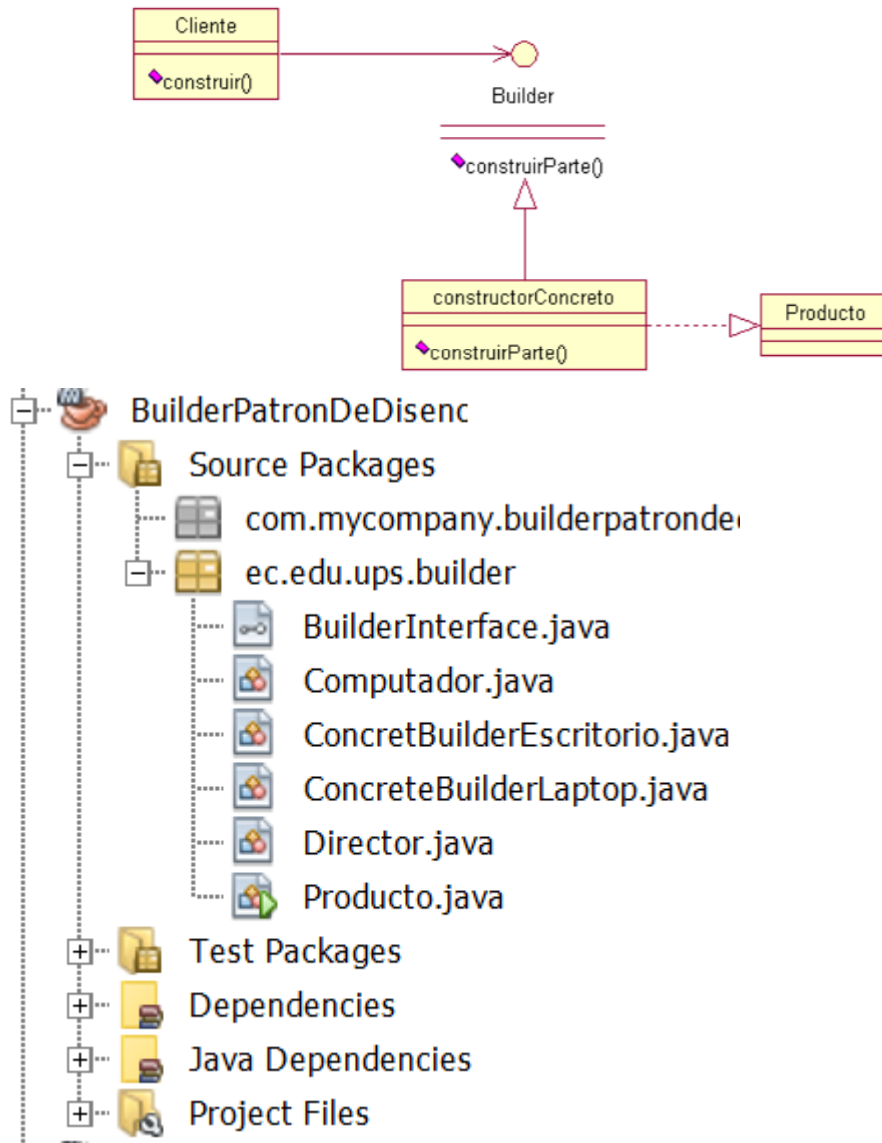 Cliente
construir()
Builder
construirParte()
constructorConcreto
construirParte()
Producto
BuilderPatronDeDisenc
Source Packages
com.mycompany.builderpatronde
ec.edu.ups.builder
BuilderInterface.java
Computador.java
ConcretBuilderEscritorio.java
ConcreteBuilderLaptop.java
Director.java
Producto.java
Test Packages
Dependencies
Java Dependencies
Project Files